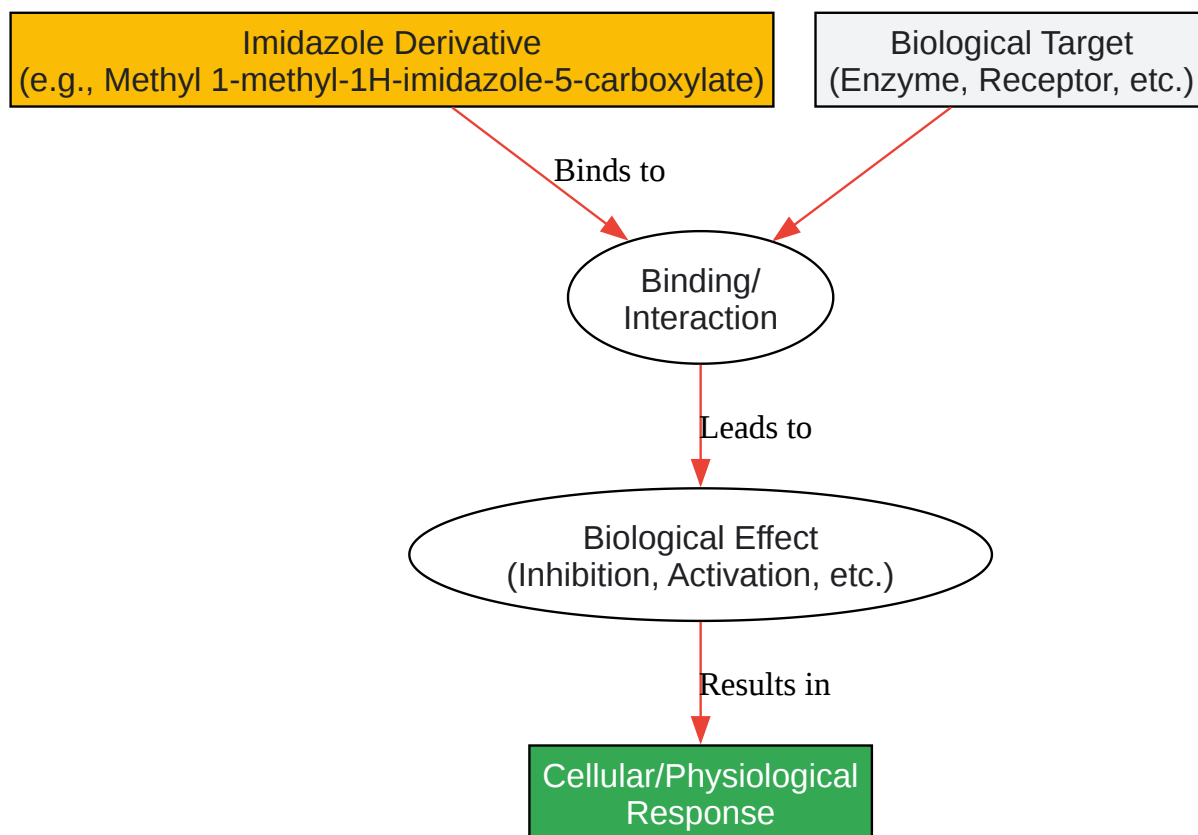 Imidazole Derivative
(e.g., Methyl 1-methyl-1H-imidazole-5-carboxylate)
Biological Target
(Enzyme, Receptor, etc.)
Binds to
Binding/
Interaction
Leads to
Biological Effect
(Inhibition, Activation, etc.)
Results in
Cellular/Physiological
Response